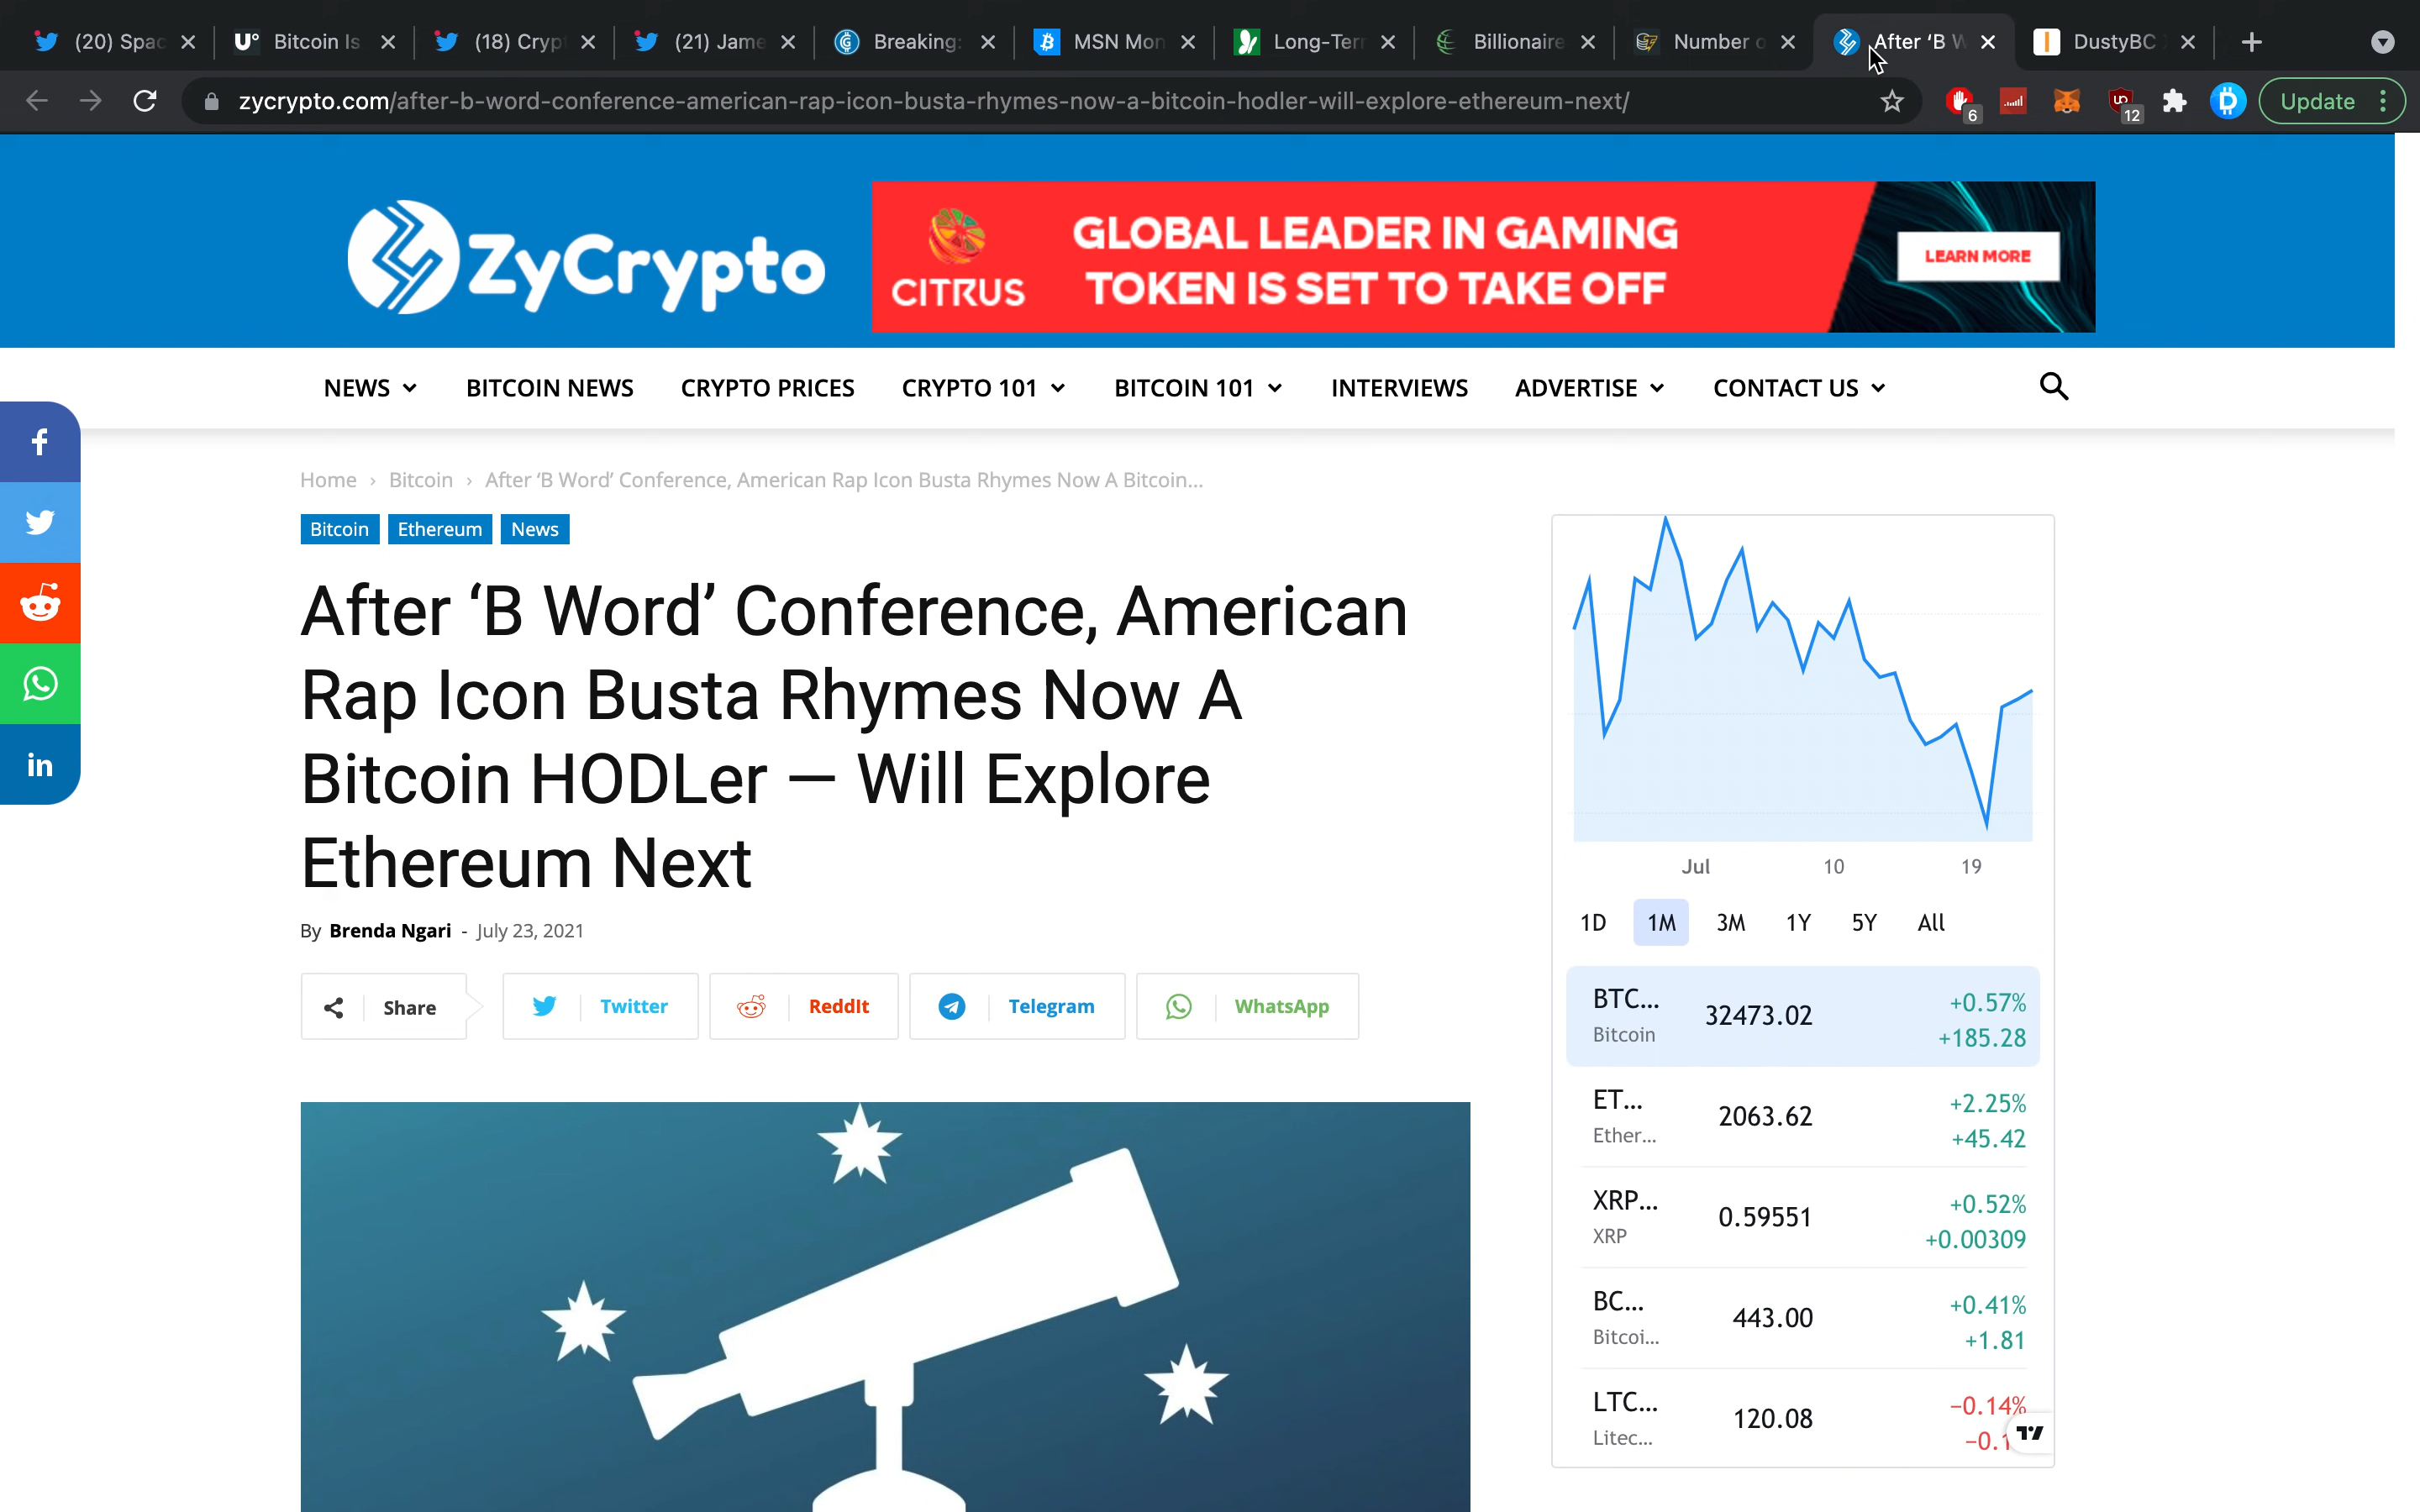 (20) Spac
Bitcoin Is
(18) Cryp
(21) Jame
Breaking:
MSN Mon
Long-Terr
Billionaire
Number o
After ‘B W
DustyBC
zycrypto.com/after-b-word-conference-american-rap-icon-busta-rhymes-now-a-bitcoin-hodler-will-explore-ethereum-next/
6
12
Update
ZyCrypto
CITRUS
GLOBAL LEADER IN GAMING
TOKEN IS SET TO TAKE OFF
LEARN MORE
NEWS BITCOIN NEWS CRYPTO PRICES CRYPTO 101 BITCOIN 101 INTERVIEWS ADVERTISE CONTACT US
Home › Bitcoin › After ‘B Word’ Conference, American Rap Icon Busta Rhymes Now A Bitcoin...
Bitcoin Ethereum News
After ‘B Word’ Conference, American
Rap Icon Busta Rhymes Now A
Bitcoin HODLer — Will Explore
Ethereum Next
By Brenda Ngari - July 23, 2021
Share Twitter ReddIt Telegram WhatsApp
Jul 10 19
1D 1M 3M 1Y 5Y All
BTC... 32473.02 +0.57%
Bitcoin +185.28
ET... 2063.62 +2.25%
Ether... +45.42
XRP... 0.59551 +0.52%
XRP +0.00309
BC... 443.00 +0.41%
Bitcoi... +1.81
LTC... 120.08 −0.14%
Litec... −0.1